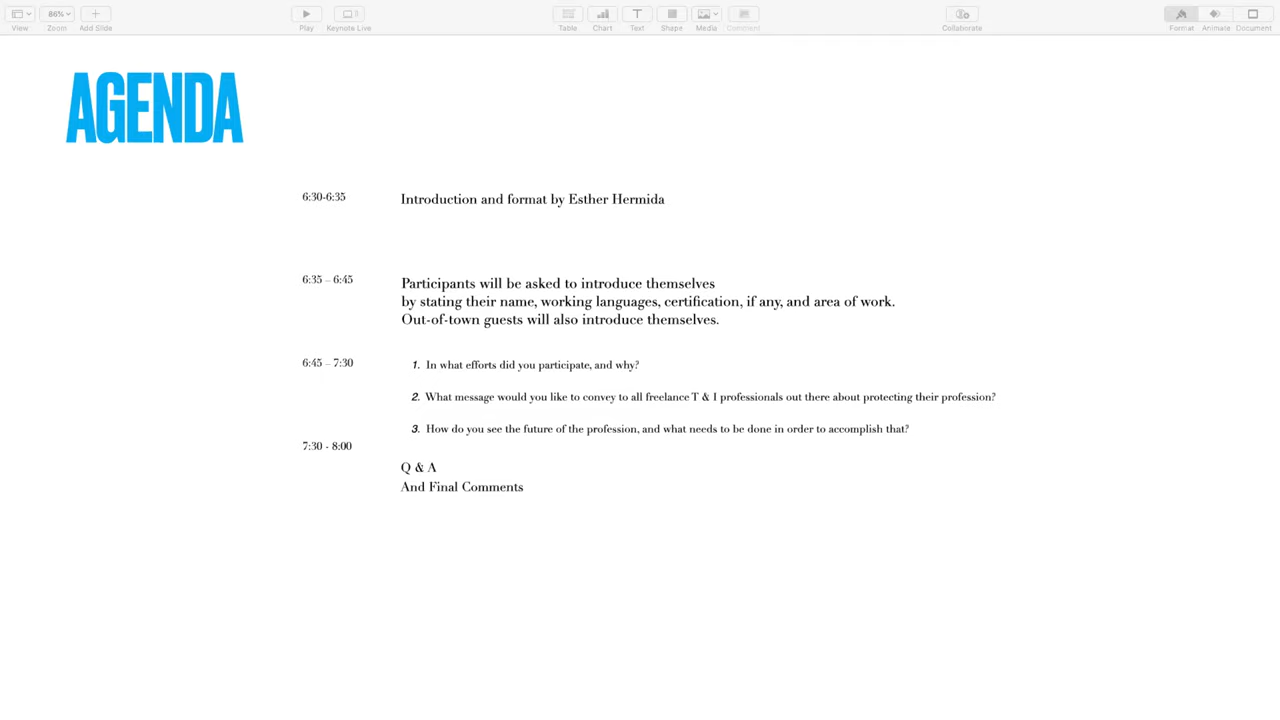 86%
View
Zoom
Add Slide
Play
Keynote Live
Table
Chart
Text
Shape
Media
Comment
Collaborate
Format
Animate
Document
AGENDA
6:30-6:35
Introduction and format by Esther Hermida
6:35 – 6:45
Participants will be asked to introduce themselves
by stating their name, working languages, certification, if any, and area of work.
Out-of-town guests will also introduce themselves.
6:45 – 7:30
1. In what efforts did you participate, and why?
2. What message would you like to convey to all freelance T & I professionals out there about protecting their profession?
3. How do you see the future of the profession, and what needs to be done in order to accomplish that?
7:30 - 8:00
Q & A
And Final Comments